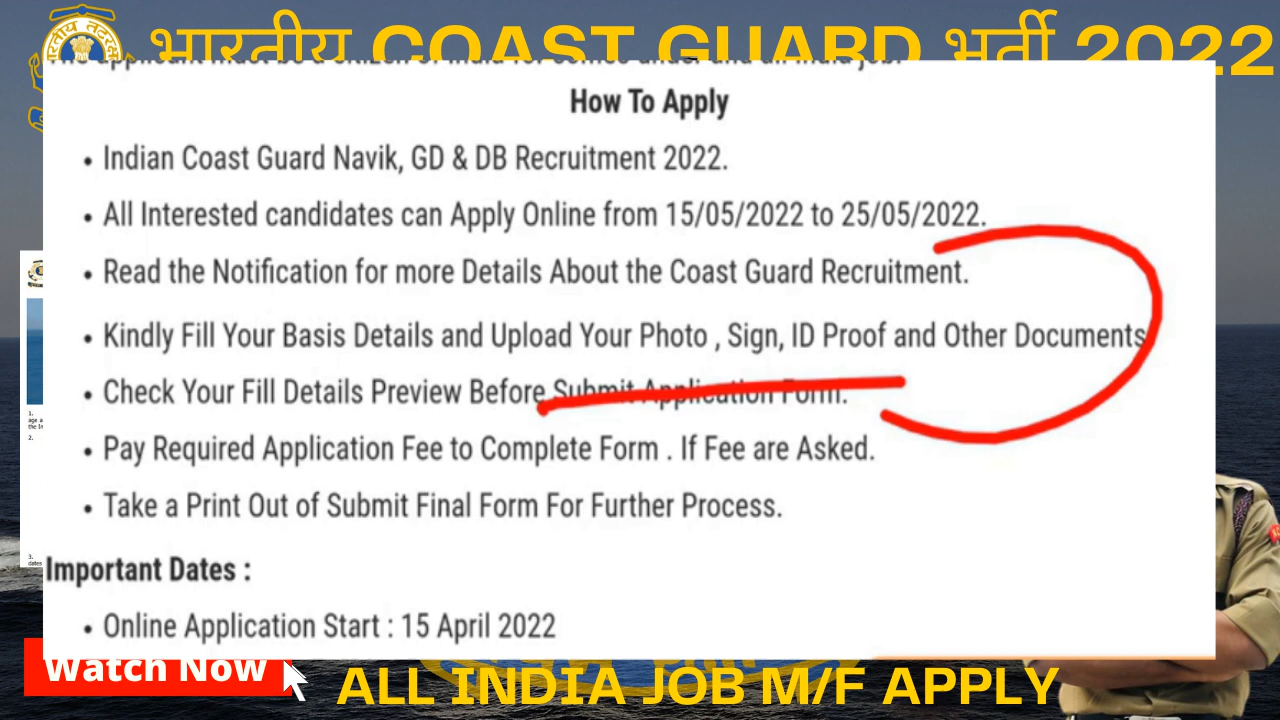 भारतीय COAST GUARD भर्ती 2022
How To Apply
• Indian Coast Guard Navik, GD & DB Recruitment 2022.
• All Interested candidates can Apply Online from 15/05/2022 to 25/05/2022.
• Read the Notification for more Details About the Coast Guard Recruitment.
• Kindly Fill Your Basis Details and Upload Your Photo , Sign, ID Proof and Other Documents
• Check Your Fill Details Preview Before Submit Application Form.
• Pay Required Application Fee to Complete Form . If Fee are Asked.
• Take a Print Out of Submit Final Form For Further Process.
Important Dates :
• Online Application Start : 15 April 2022
Watch Now
ALL INDIA JOB M/F APPLY